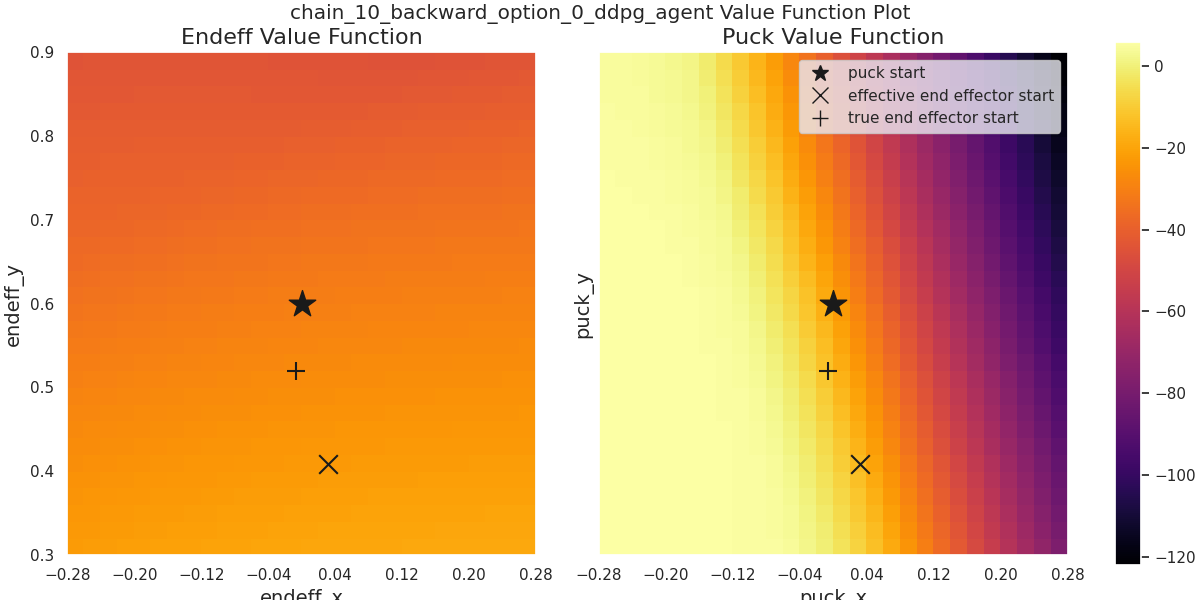 chain_10_backward_option_0_ddpg_agent Value Function Plot
Endeff Value Function
Puck Value Function
puck start
effective end effector start
true end effector start
endeff_y
0.9
0.8
0.7
0.6
0.5
0.4
0.3
−0.28 −0.20 −0.12 −0.04 0.04 0.12 0.20 0.28
endeff_x
puck_y
−0.28 −0.20 −0.12 −0.04 0.04 0.12 0.20 0.28
puck_x
0
−20
−40
−60
−80
−100
−120